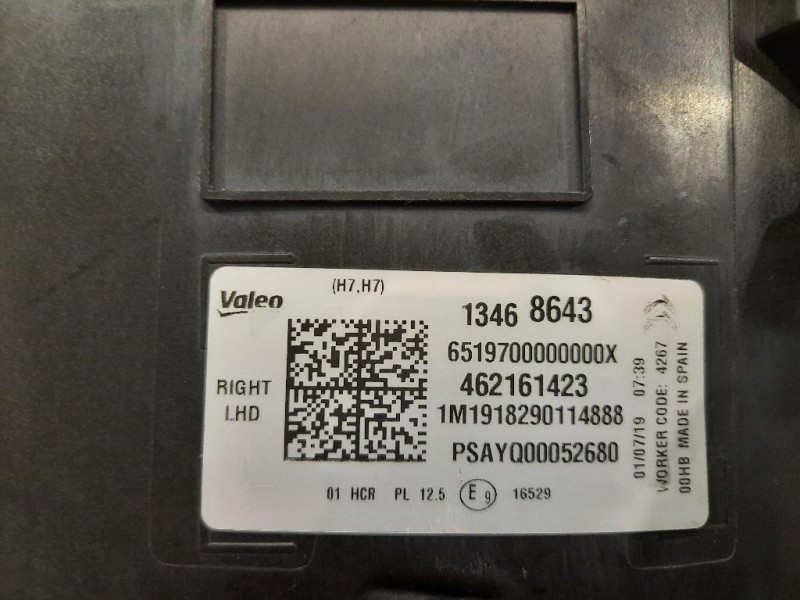 Valeo
(H7,H7)
RIGHT
LHD
1346 8643
6519700000000X
462161423
1M1918290114888
PSAYQ00052680
01 HCR PL 12.5 E9 16529
01/07/19 07:39
WORKER CODE: 4267
00HB MADE IN SPAIN